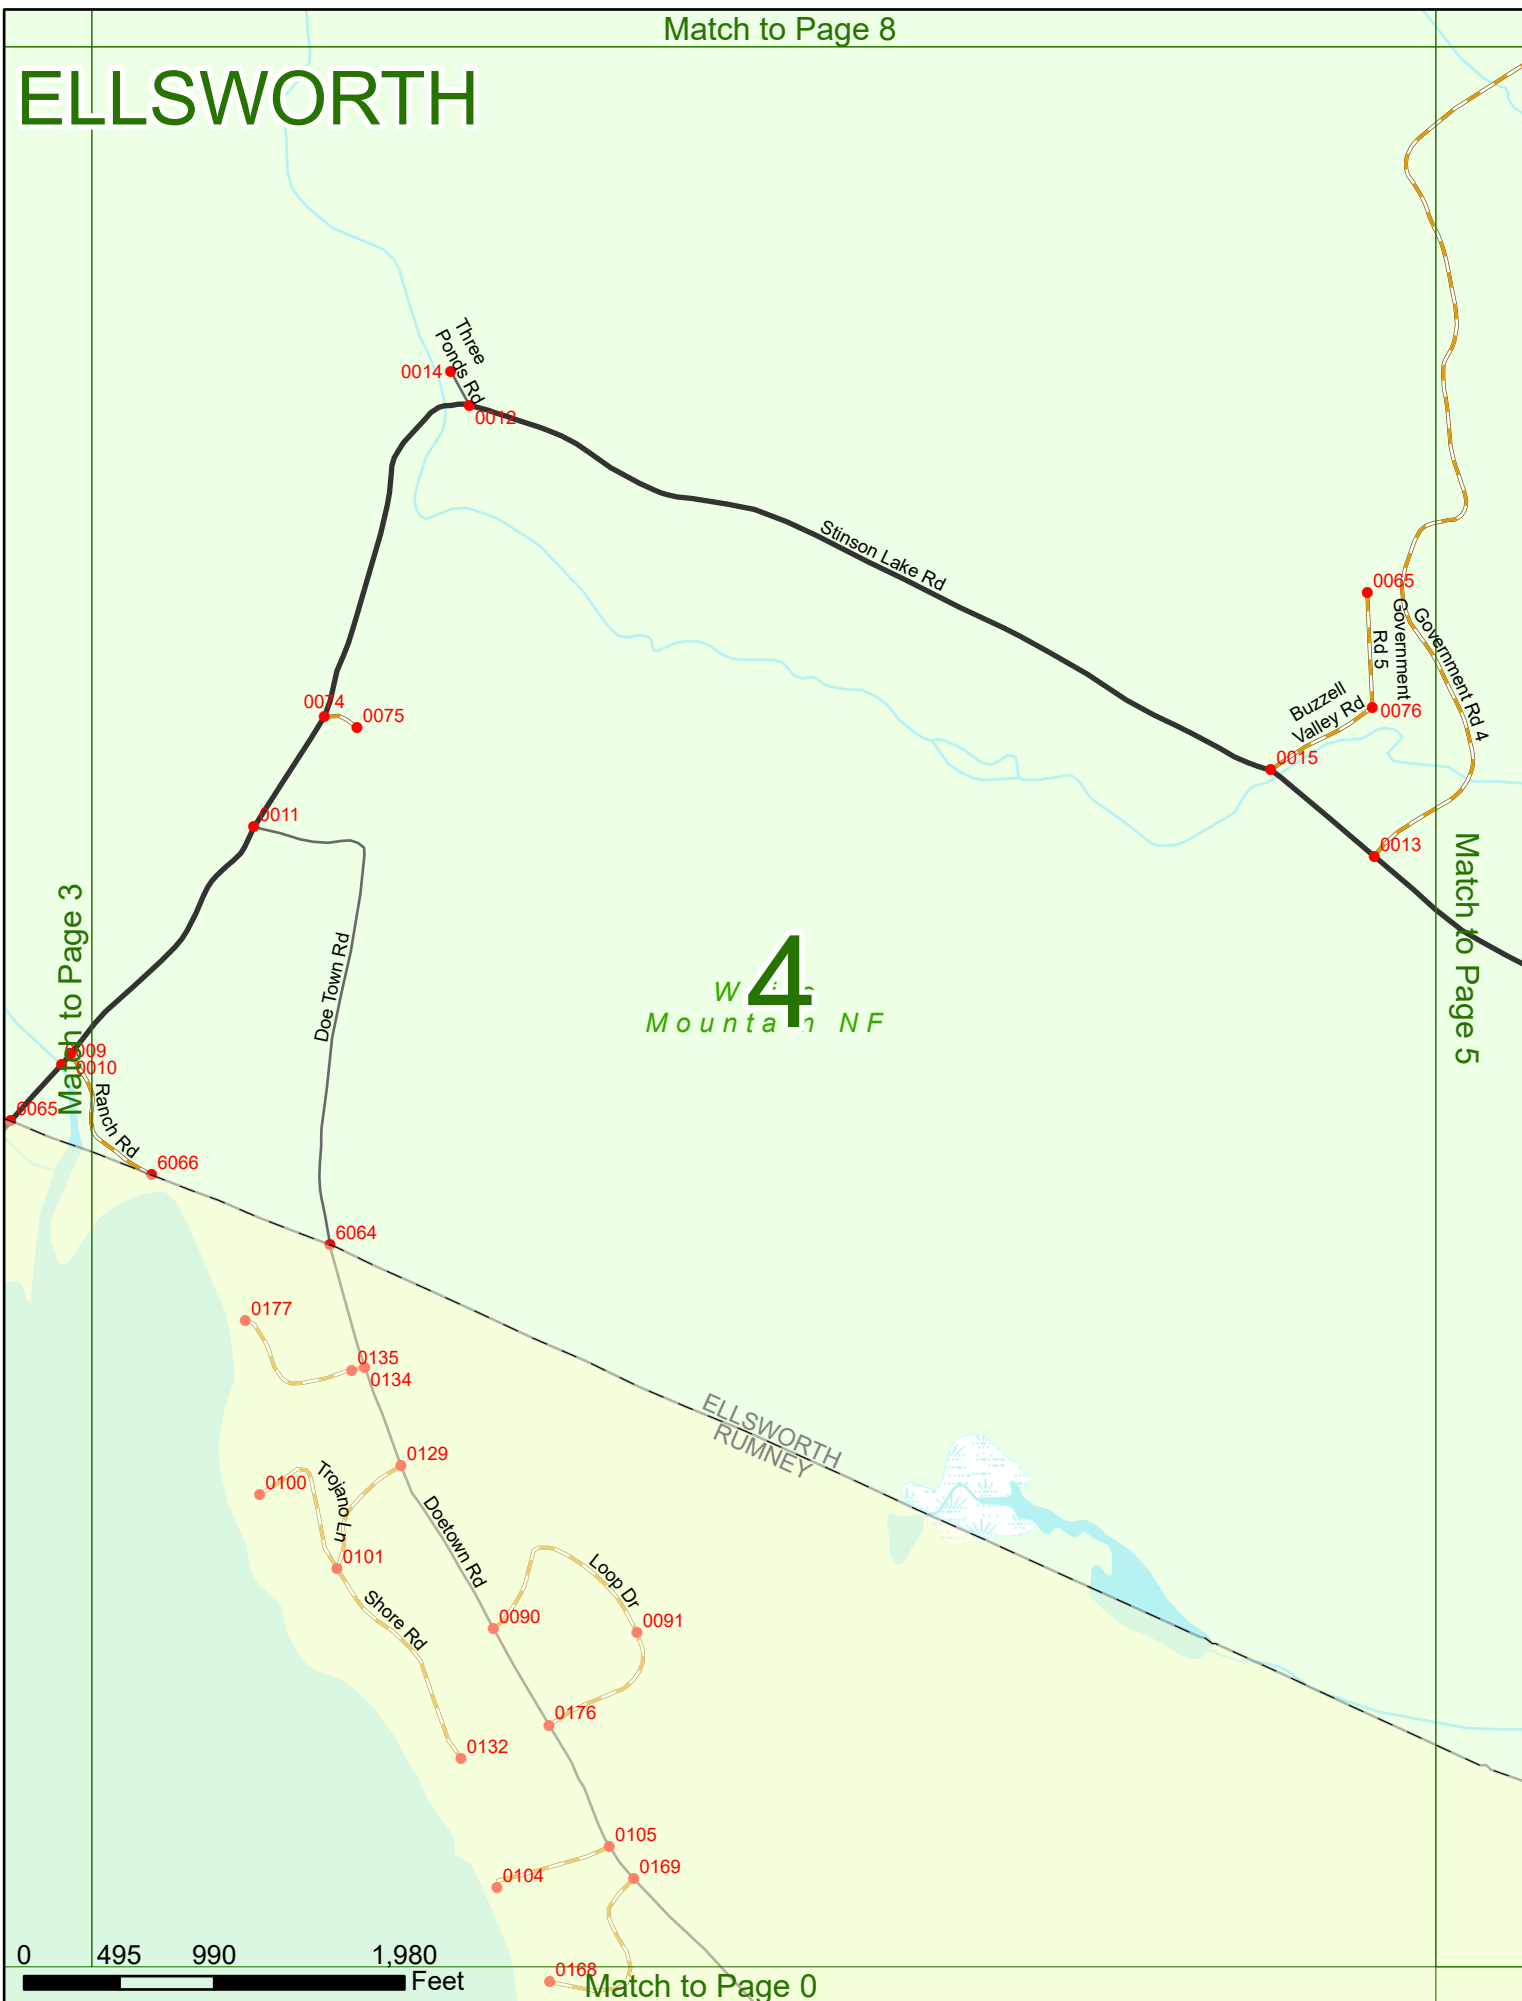 Match to Page 8
ELLSWORTH
Three
Ponds Rd
0014
0012
Stinson Lake Rd
0065
Government
Rd 5
Government Rd 4
Buzzell
Valley Rd
0076
0074
0075
0015
0011
0013
Match to Page 3
Match to Page 5
Doe Town Rd
4
Mountain NF
0009
0010
Ranch Rd
6065
6066
6064
0177
0135
0134
ELLSWORTH
RUMNEY
0129
0100
Trojano Ln
Doetown Rd
0101
Loop Dr
Shore Rd
0090
0091
0176
0132
0105
0104
0169
0168
0 495 990 1,980
Feet
Match to Page 0